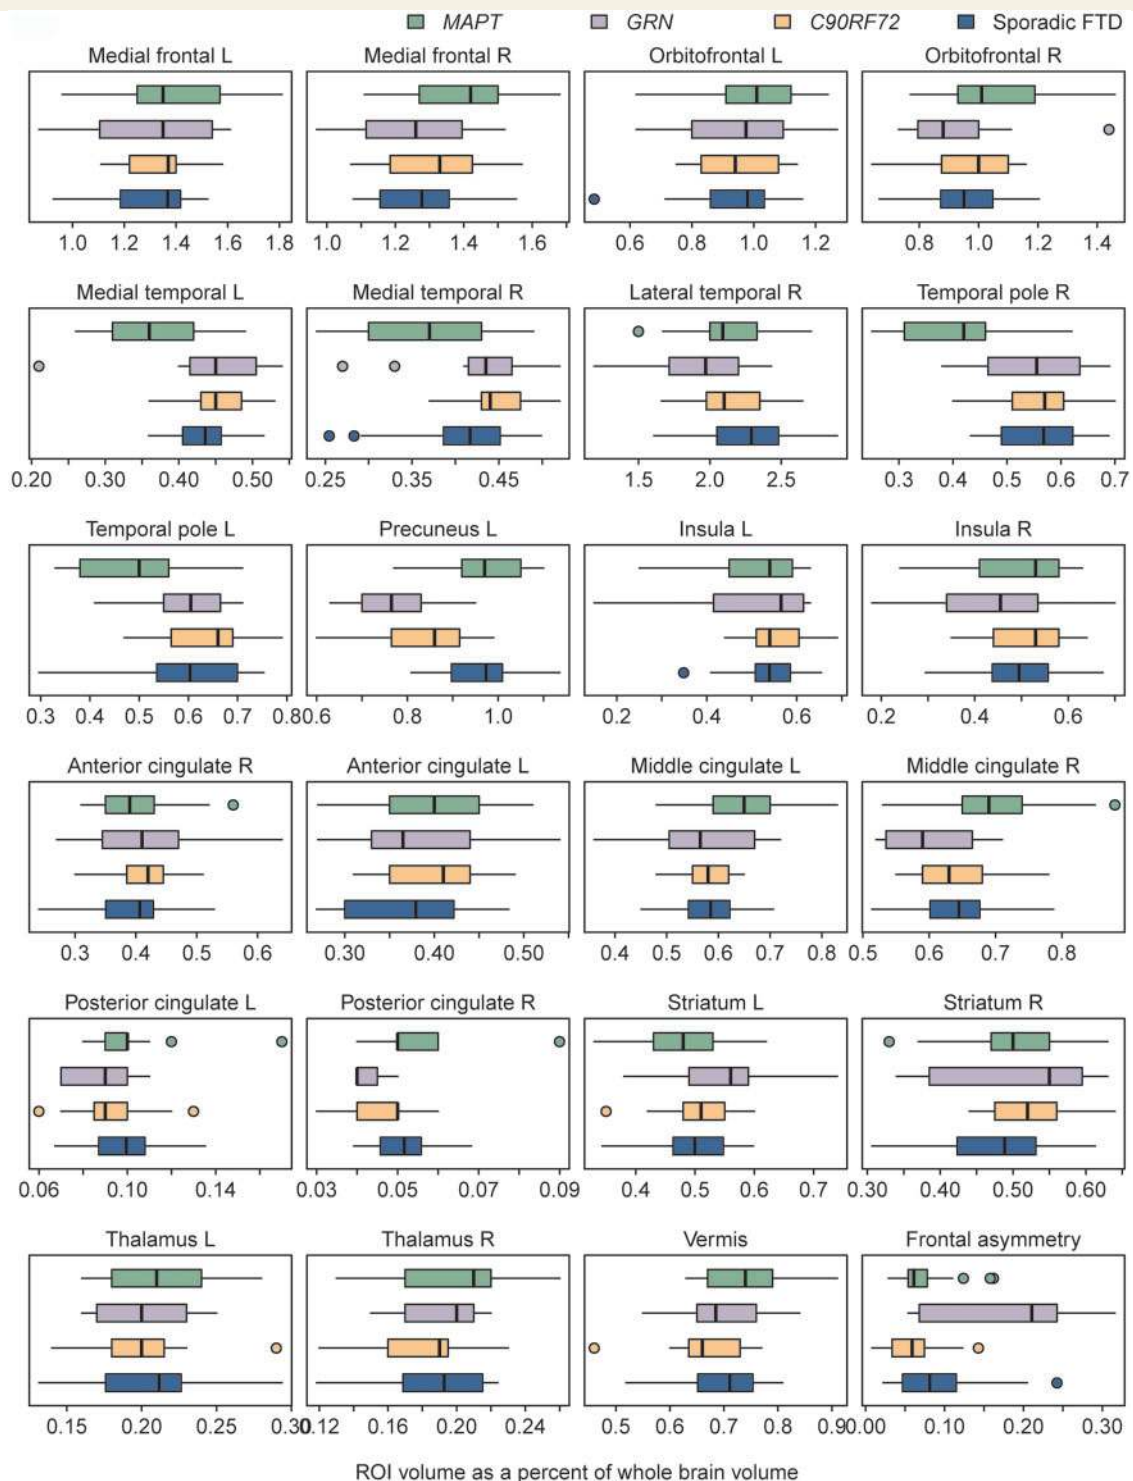 MAPT GRN C90RF72 Sporadic FTD
Medial frontal L Medial frontal R Orbitofrontal L Orbitofrontal R
1.0 1.2 1.4 1.6 1.8 1.0 1.2 1.4 1.6 0.6 0.8 1.0 1.2 0.8 1.0 1.2 1.4
Medial temporal L Medial temporal R Lateral temporal R Temporal pole R
0.20 0.30 0.40 0.50 0.25 0.35 0.45 1.5 2.0 2.5 0.3 0.4 0.5 0.6 0.7
Temporal pole L Precuneus L Insula L Insula R
0.3 0.4 0.5 0.6 0.7 0.8 0.6 0.8 1.0 0.2 0.4 0.6 0.2 0.4 0.6
Anterior cingulate R Anterior cingulate L Middle cingulate L Middle cingulate R
0.3 0.4 0.5 0.6 0.30 0.40 0.50 0.4 0.5 0.6 0.7 0.8 0.5 0.6 0.7 0.8
Posterior cingulate L Posterior cingulate R Striatum L Striatum R
0.06 0.10 0.14 0.03 0.05 0.07 0.09 0.4 0.5 0.6 0.7 0.30 0.40 0.50 0.60
Thalamus L Thalamus R Vermis Frontal asymmetry
0.15 0.20 0.25 0.30 0.12 0.16 0.20 0.24 0.5 0.6 0.7 0.8 0.9 0.00 0.10 0.20 0.30
ROI volume as a percent of whole brain volume